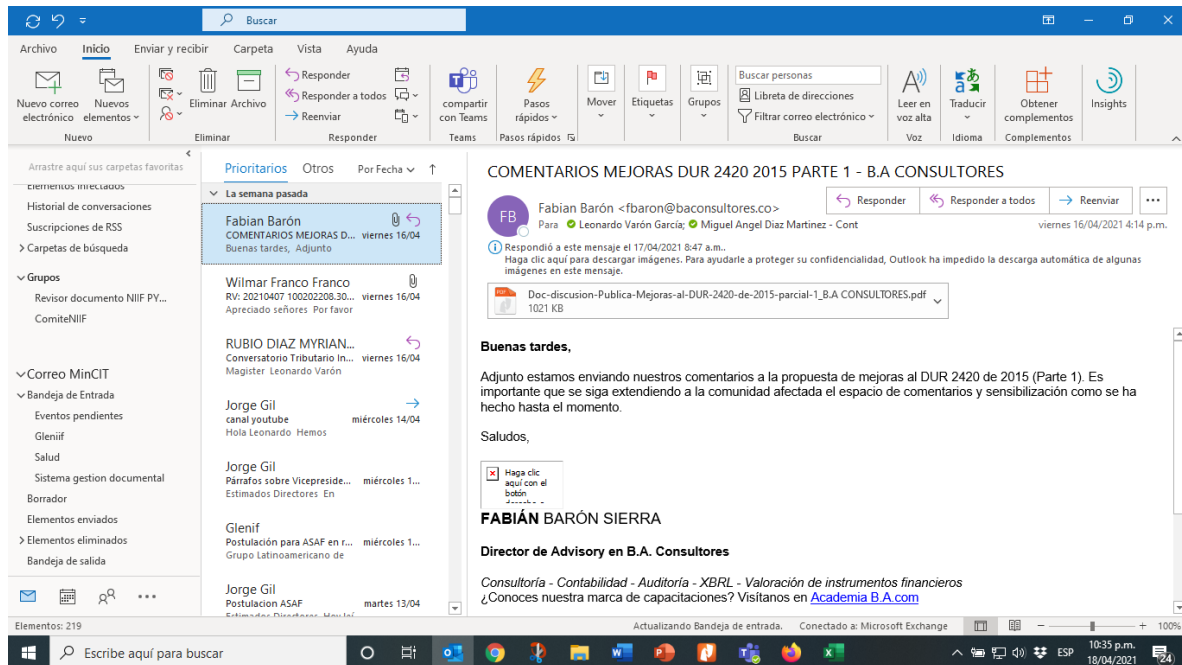 Buscar
Archivo Inicio Enviar y recibir Carpeta Vista Ayuda
Nuevo correo electrónico
Nuevos elementos
Eliminar
Archivo
Responder
Responder a todos
Reenviar
compartir con Teams
Pasos rápidos
Mover
Etiquetas
Grupos
Buscar personas
Libreta de direcciones
Filtrar correo electrónico
Leer en voz alta
Traducir
Obtener complementos
Insights
Nuevo Eliminar Responder Teams Pasos rápidos Buscar Voz Idioma Complementos
Arrastre aquí sus carpetas favoritas
Elementos infectados
Historial de conversaciones
Suscripciones de RSS
Carpetas de búsqueda
Grupos
Revisor documento NIIF PY...
ComiteNIIF
Correo MinCIT
Bandeja de Entrada
Eventos pendientes
Gleniif
Salud
Sistema gestion documental
Borrador
Elementos enviados
Elementos eliminados
Bandeja de salida
Prioritarios Otros Por Fecha
La semana pasada
Fabian Barón
COMENTARIOS MEJORAS D... viernes 16/04
Buenas tardes, Adjunto
Wilmar Franco Franco
RV: 20210407 100202208.30... viernes 16/04
Apreciado señores Por favor
RUBIO DIAZ MYRIAN...
Conversatorio Tributario In... viernes 16/04
Magister Leonardo Varón
Jorge Gil
canal youtube miércoles 14/04
Hola Leonardo Hemos
Jorge Gil
Párrafos sobre Vicepreside... miércoles 1...
Estimados Directores En
Glenif
Postulación para ASAF en r... miércoles 1...
Grupo Latinoamericano de
Jorge Gil
Postulacion ASAF martes 13/04
Estimados Directores Hoy
COMENTARIOS MEJORAS DUR 2420 2015 PARTE 1 - B.A CONSULTORES
FB
Fabian Barón <fbaron@baconsultores.co>
Para Leonardo Varón García; Miguel Angel Diaz Martinez - Cont
Responder Responder a todos Reenviar
viernes 16/04/2021 4:14 p.m.
Respondió a este mensaje el 17/04/2021 8:47 a.m..
Haga clic aquí para descargar imágenes. Para ayudarle a proteger su confidencialidad, Outlook ha impedido la descarga automática de algunas
imágenes en este mensaje.
PDF
Doc-discusion-Publica-Mejoras-al-DUR-2420-de-2015-parcial-1_B.A CONSULTORES.pdf
1021 KB
Buenas tardes,
Adjunto estamos enviando nuestros comentarios a la propuesta de mejoras al DUR 2420 de 2015 (Parte 1). Es
importante que se siga extendiendo a la comunidad afectada el espacio de comentarios y sensibilización como se ha
hecho hasta el momento.
Saludos,
Haga clic
aquí con el
botón
FABIÁN BARÓN SIERRA
Director de Advisory en B.A. Consultores
Consultoría - Contabilidad - Auditoría - XBRL - Valoración de instrumentos financieros
¿Conoces nuestra marca de capacitaciones? Visítanos en Academia B.A.com
Elementos: 219
Actualizando Bandeja de entrada. Conectado a: Microsoft Exchange 100%
Escribe aquí para buscar
ESP
10:35 p.m.
18/04/2021
24